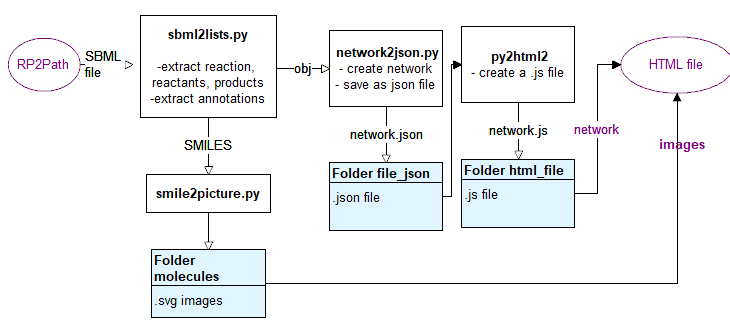 RP2Path
SBML
file
sbml2lists.py
-extract reaction,
reactants, products
-extract annotations
obj
network2json.py
- create network
- save as json file
py2html2
- create a .js file
HTML file
network.json
network.js
network
images
SMILES
Folder file_json
.json file
Folder html_file
.js file
smile2picture.py
Folder
molecules
.svg images